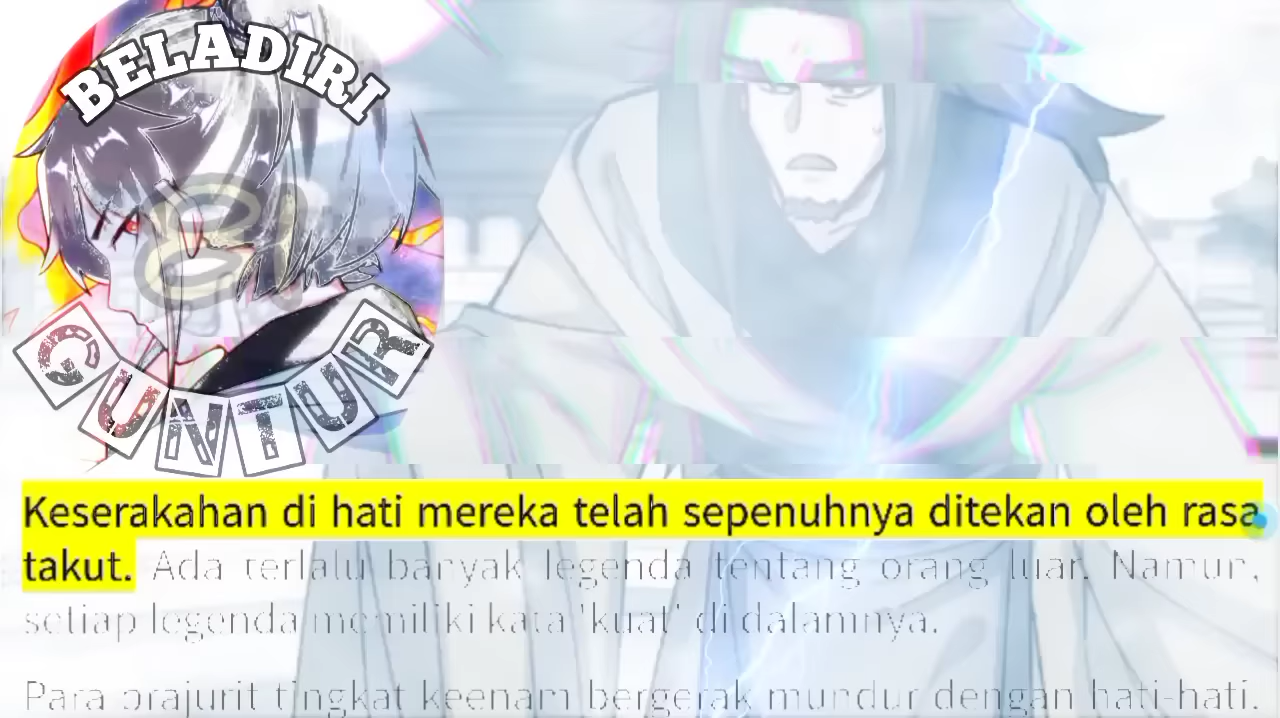 BELADIRI
GUNTUR
Keserakahan di hati mereka telah sepenuhnya ditekan oleh rasa
takut. Ada terlalu banyak legenda tentang orang luar. Namun,
setiap legenda memiliki kata 'kuat' di dalamnya.
Para prajurit tingkat keenam bergerak mundur dengan hati-hati.